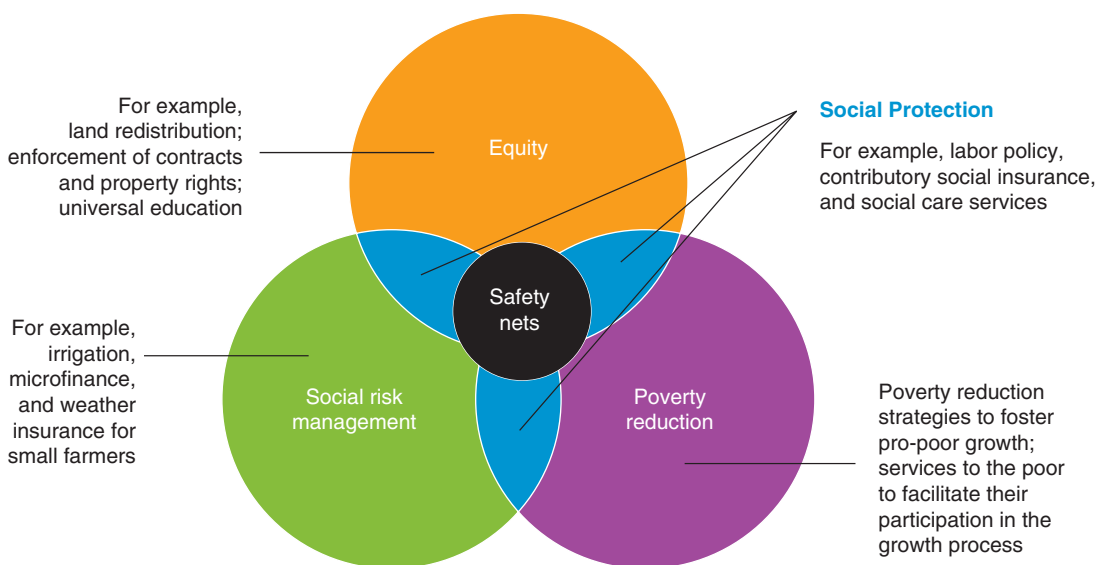 For example,
land redistribution;
enforcement of contracts
and property rights;
universal education
Equity
Social Protection
For example, labor policy,
contributory social insurance,
and social care services
Safety
nets
For example,
irrigation,
microfinance,
and weather
insurance for
small farmers
Social risk
management
Poverty
reduction
Poverty reduction
strategies to foster
pro-poor growth;
services to the poor
to facilitate their
participation in the
growth process